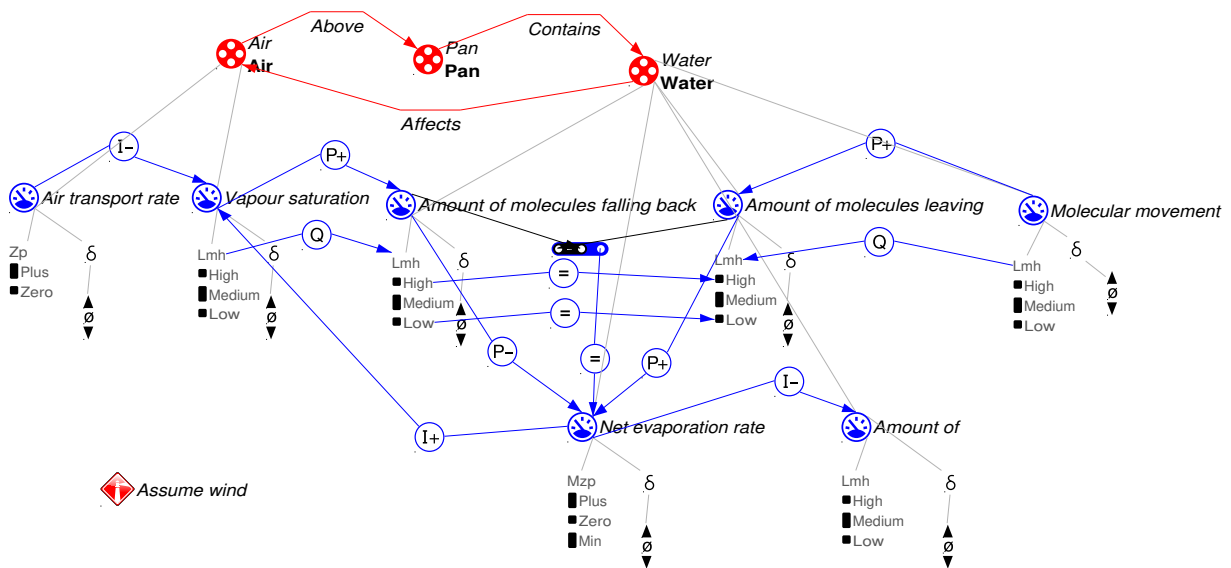 Above
Contains
Air
Air
Pan
Pan
Water
Water
Affects
I-
P+
P+
Air transport rate
Vapour saturation
Amount of molecules falling back
Amount of molecules leaving
Molecular movement
Q
Q
Zp
Plus
Zero
δ
ø
Lmh
High
Medium
Low
δ
ø
Lmh
High
Medium
Low
δ
ø
=
=
Lmh
High
Medium
Low
δ
ø
Lmh
High
Medium
Low
δ
ø
P-
=
P+
I-
I+
Net evaporation rate
Amount of
Mzp
Plus
Zero
Min
δ
ø
Lmh
High
Medium
Low
δ
ø
Assume wind